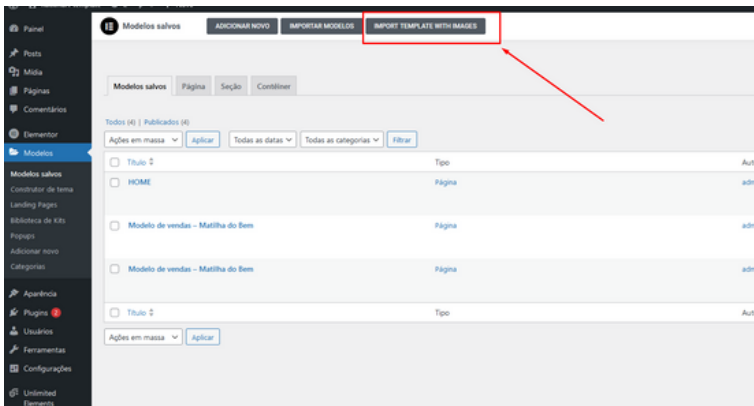 Painel
Posts
Mídia
Páginas
Comentários
Elementor
Modelos
Modelos salvos
Construtor de tema
Landing Pages
Biblioteca de Kits
Popups
Adicionar novo
Categorias
Aparência
Plugins 2
Usuários
Ferramentas
Configurações
Unlimited
Elements
Modelos salvos ADICIONAR NOVO IMPORTAR MODELOS IMPORT TEMPLATE WITH IMAGES
Modelos salvos Página Seção Contêiner
Todos (4) | Publicados (4)
Ações em massa Aplicar Todas as datas Todas as categorias Filtrar
Título Tipo Aut
HOME Página adm
Modelo de vendas – Matilha do Bem Página adm
Modelo de vendas – Matilha do Bem Página adm
Título Tipo Aut
Ações em massa Aplicar